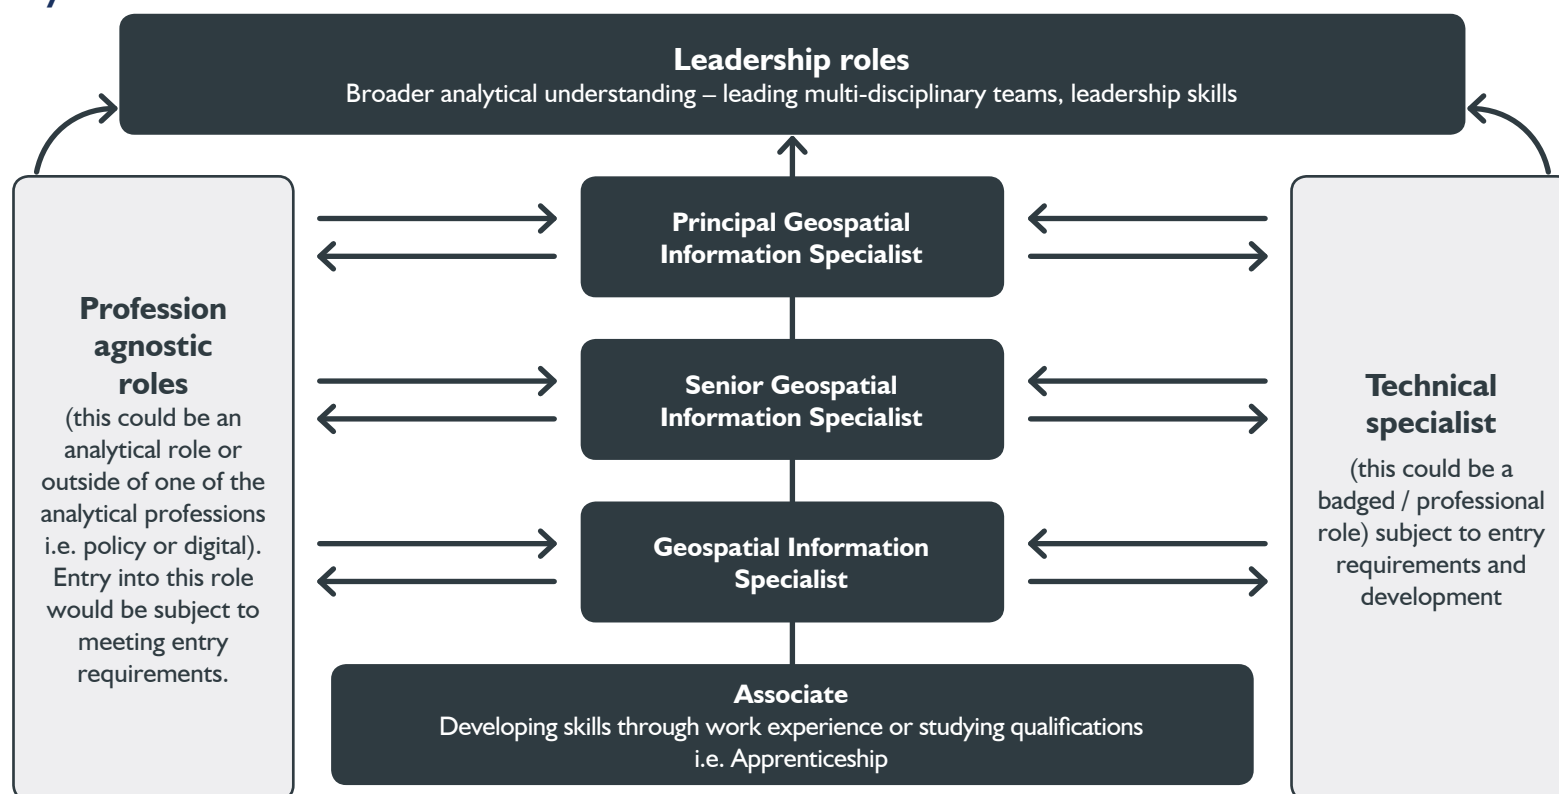 Leadership roles
Broader analytical understanding – leading multi-disciplinary teams, leadership skills
Profession
agnostic
roles
(this could be an
analytical role or
outside of one of the
analytical professions
i.e. policy or digital).
Entry into this role
would be subject to
meeting entry
requirements.
Principal Geospatial
Information Specialist
Senior Geospatial
Information Specialist
Geospatial Information
Specialist
Associate
Developing skills through work experience or studying qualifications
i.e. Apprenticeship
Technical
specialist
(this could be a
badged / professional
role) subject to entry
requirements and
development